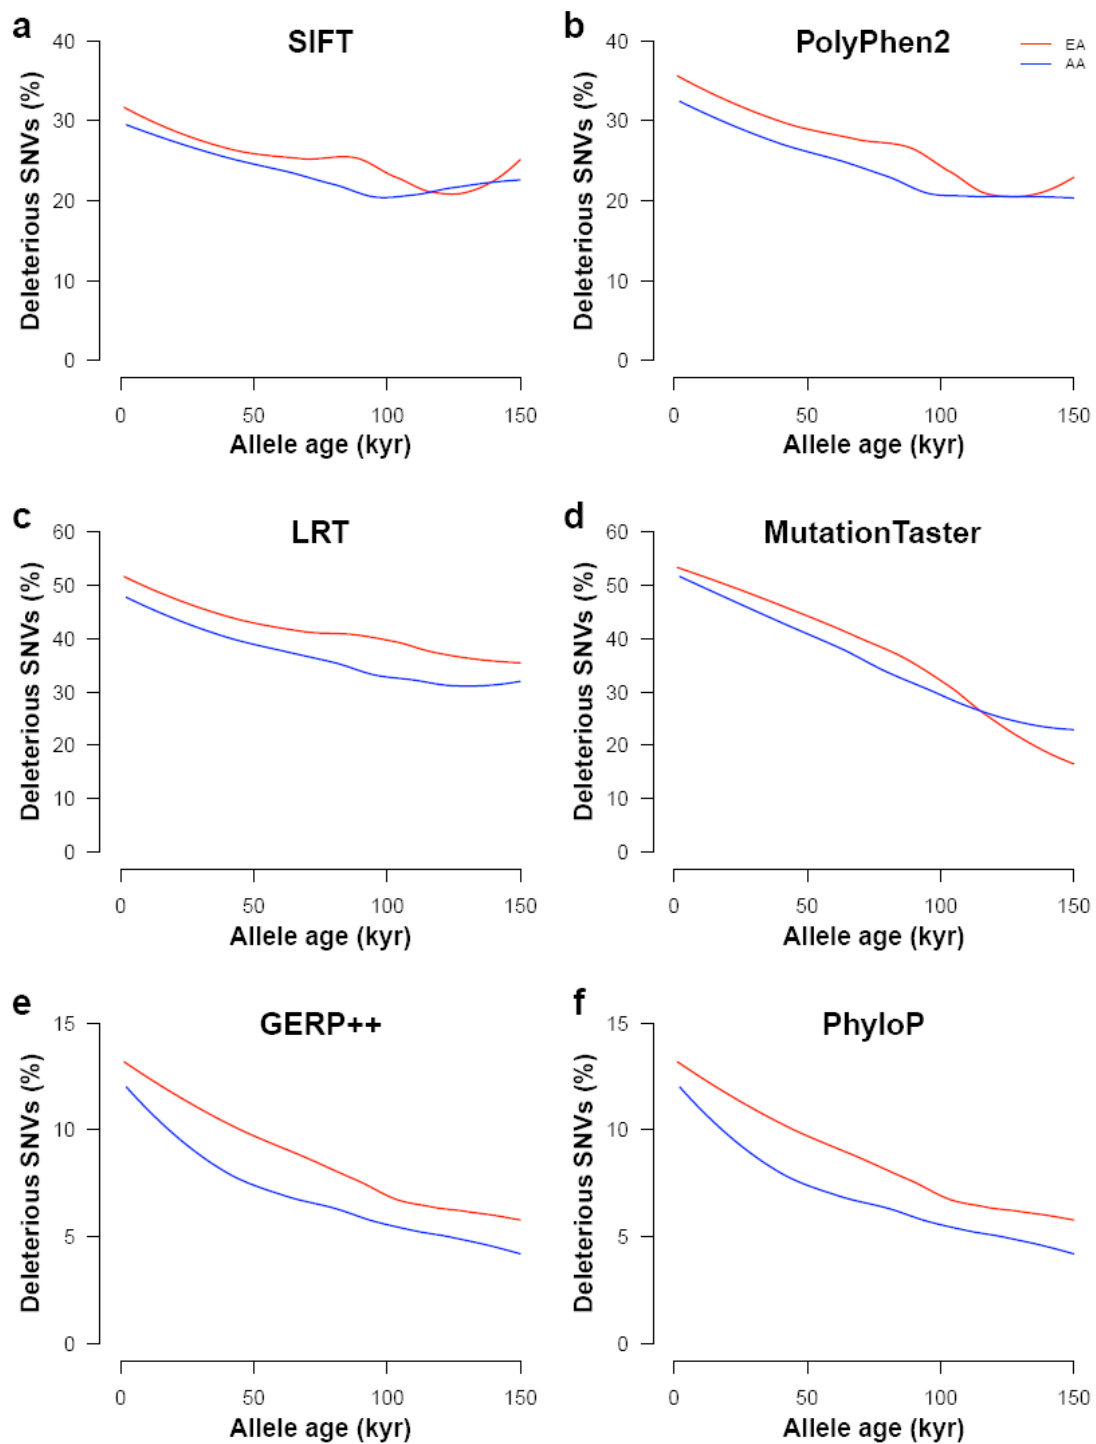 a
SIFT
Deleterious SNVs (%)
40
30
20
10
0
0 50 100 150
Allele age (kyr)
b
PolyPhen2
EA
AA
Deleterious SNVs (%)
40
30
20
10
0
0 50 100 150
Allele age (kyr)
c
LRT
Deleterious SNVs (%)
60
50
40
30
20
10
0
0 50 100 150
Allele age (kyr)
d
MutationTaster
Deleterious SNVs (%)
60
50
40
30
20
10
0
0 50 100 150
Allele age (kyr)
e
GERP++
Deleterious SNVs (%)
15
10
5
0
0 50 100 150
Allele age (kyr)
f
PhyloP
Deleterious SNVs (%)
15
10
5
0
0 50 100 150
Allele age (kyr)